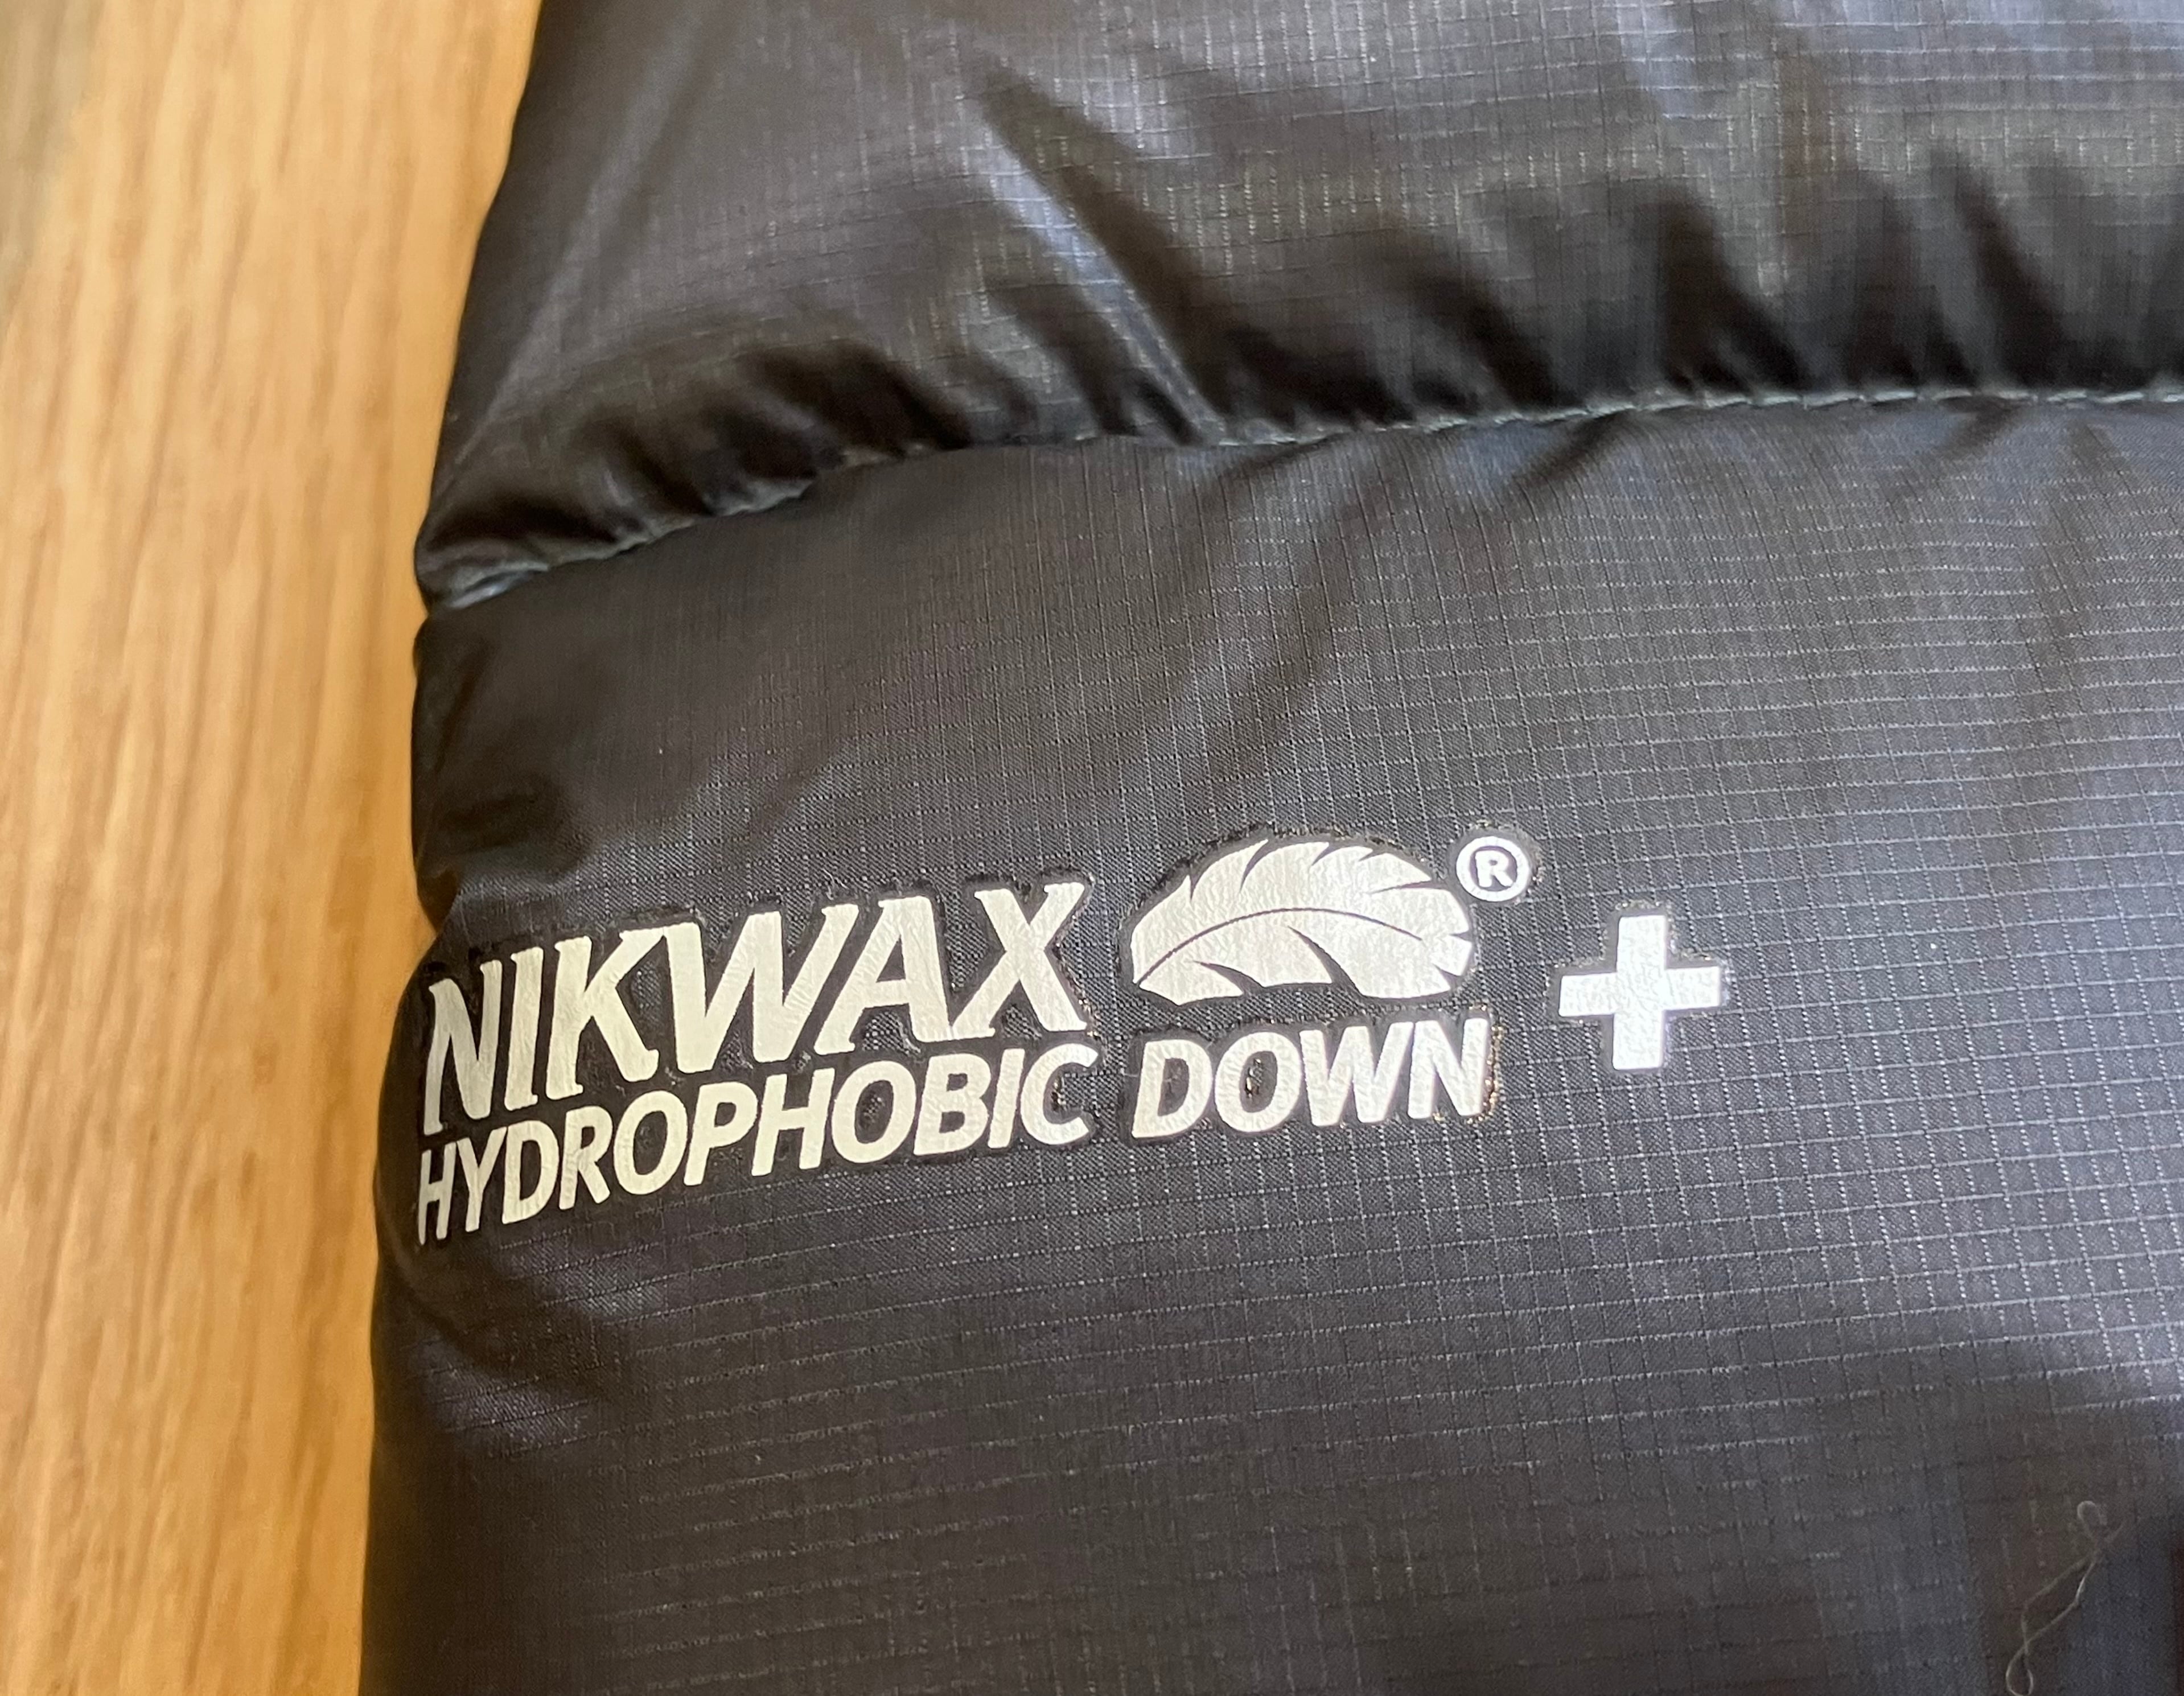 NIKWAX ®
HYDROPHOBIC DOWN +